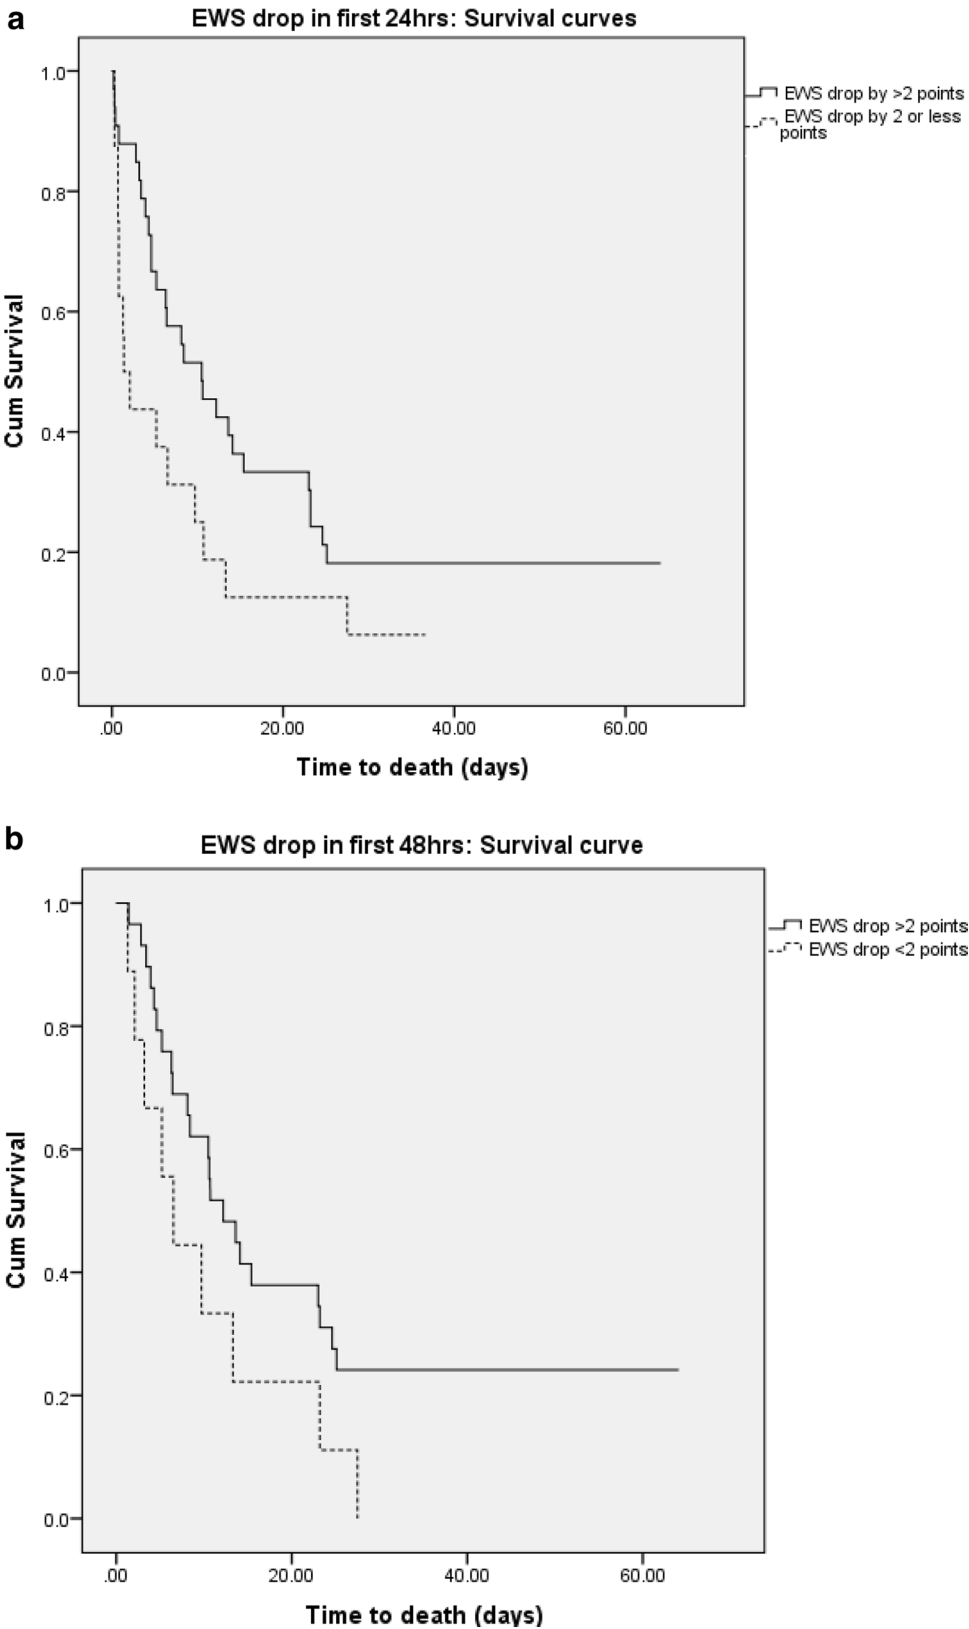 a
EWS drop in first 24hrs: Survival curves
1.0
0.8
0.6
0.4
0.2
0.0
Cum Survival
.00 20.00 40.00 60.00
Time to death (days)
EWS drop by >2 points
EWS drop by 2 or less
points
b
EWS drop in first 48hrs: Survival curve
1.0
0.8
0.6
0.4
0.2
0.0
Cum Survival
.00 20.00 40.00 60.00
Time to death (days)
EWS drop >2 points
EWS drop <2 points